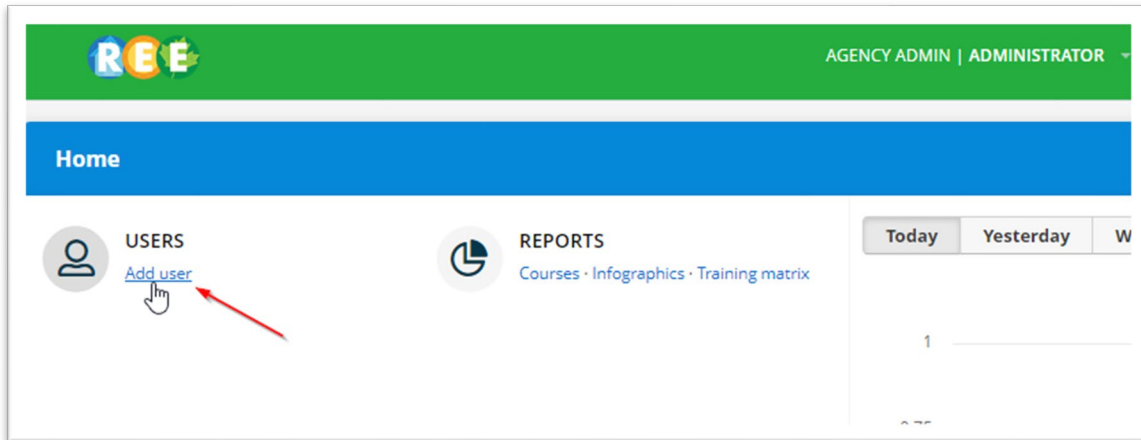 REE
AGENCY ADMIN | ADMINISTRATOR
Home
USERS
Add user
REPORTS
Courses · Infographics · Training matrix
Today Yesterday W
1